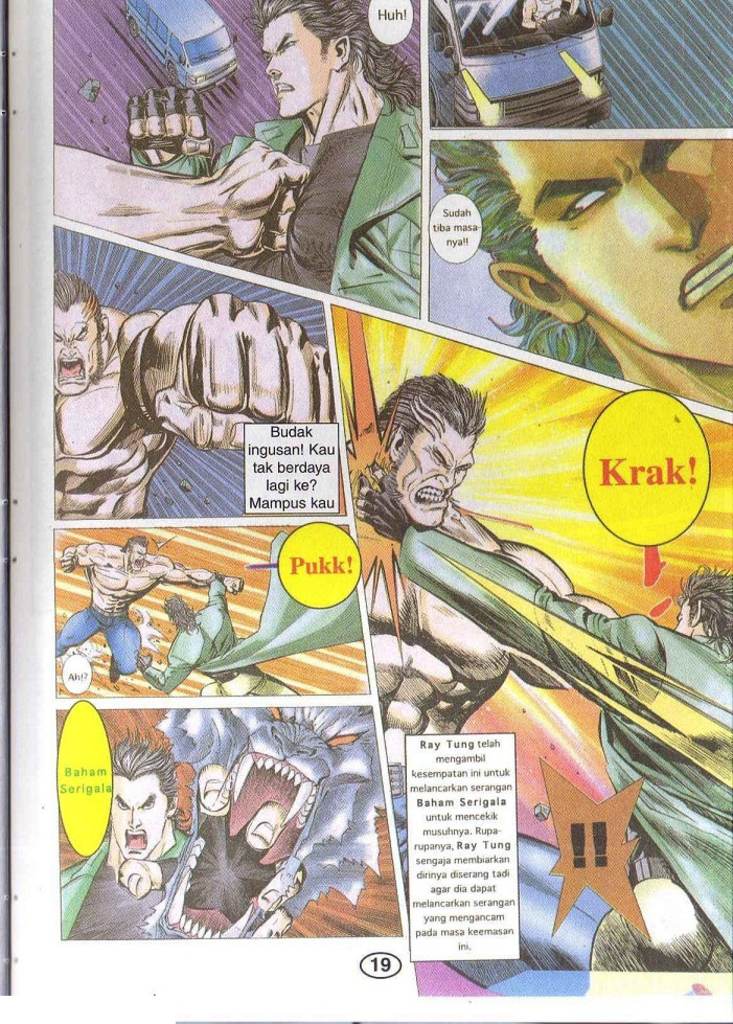 Huh!
Sudah
tiba masa-
nya!!
Budak
ingusan! Kau
tak berdaya
lagi ke?
Mampus kau
Krak!
Pukk!
Ah!?
Baham
Serigala
Ray Tung telah
mengambil
kesempatan ini untuk
melancarkan serangan
Baham Serigala
untuk mencekik
musuhnya. Rupa-
rupanya, Ray Tung
sengaja membiarkan
dirinya diserang tadi
agar dia dapat
melancarkan serangan
yang mengancam
pada masa keemasan
ini.
!!
19